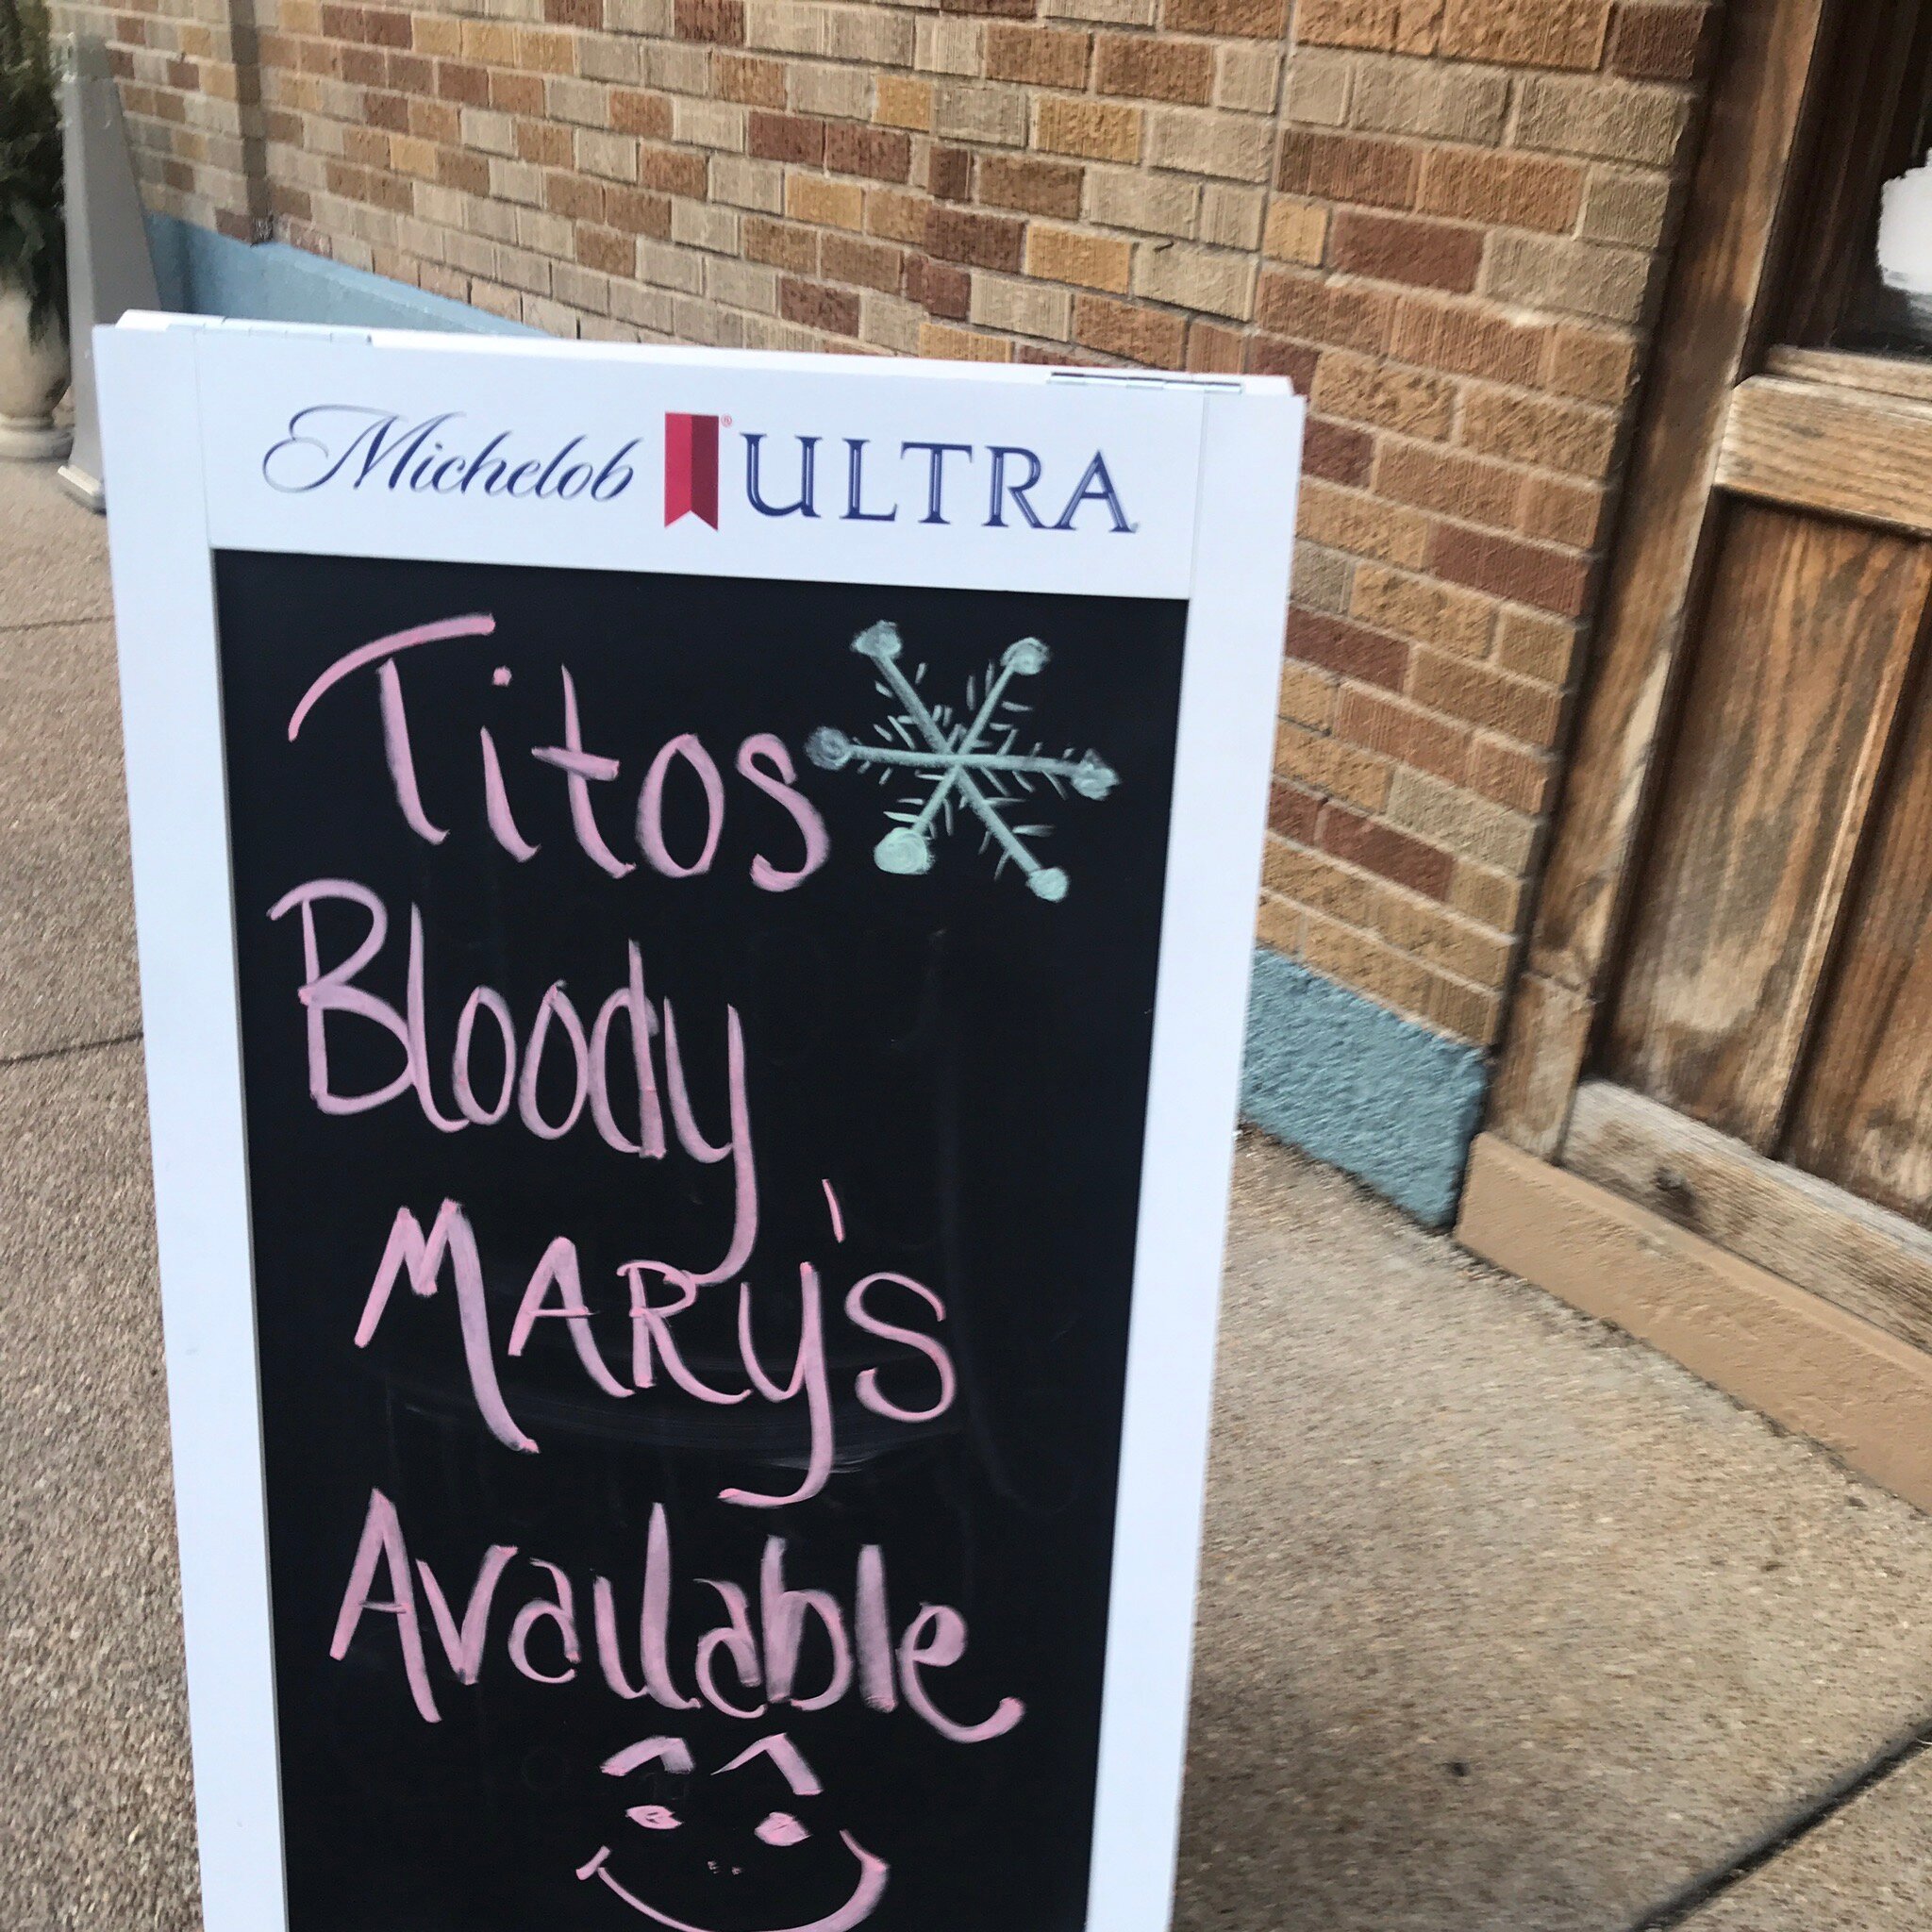 Michelob ULTRA
Titos
Bloody
MARY'S
Available